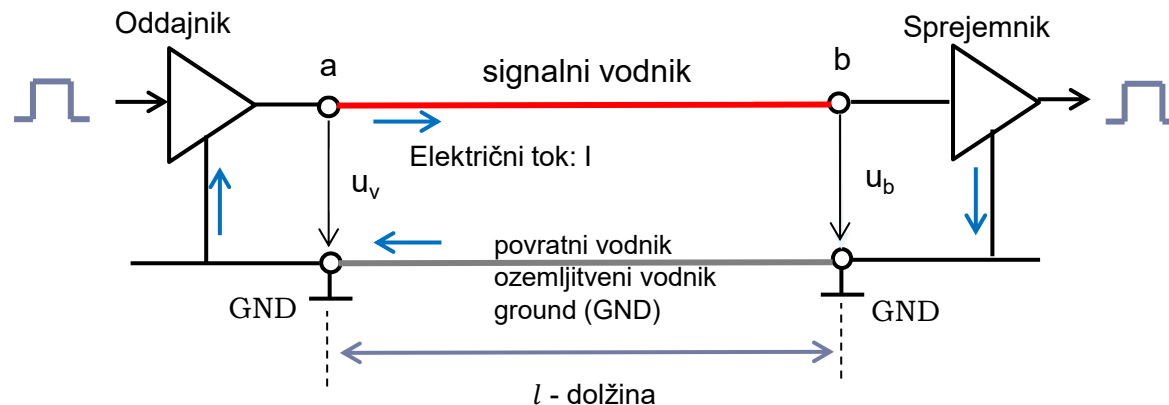 Oddajnik
Sprejemnik
a
signalni vodnik
b
Električni tok: I
u_v
u_b
povratni vodnik
ozemljitveni vodnik
ground (GND)
GND
GND
l - dolžina